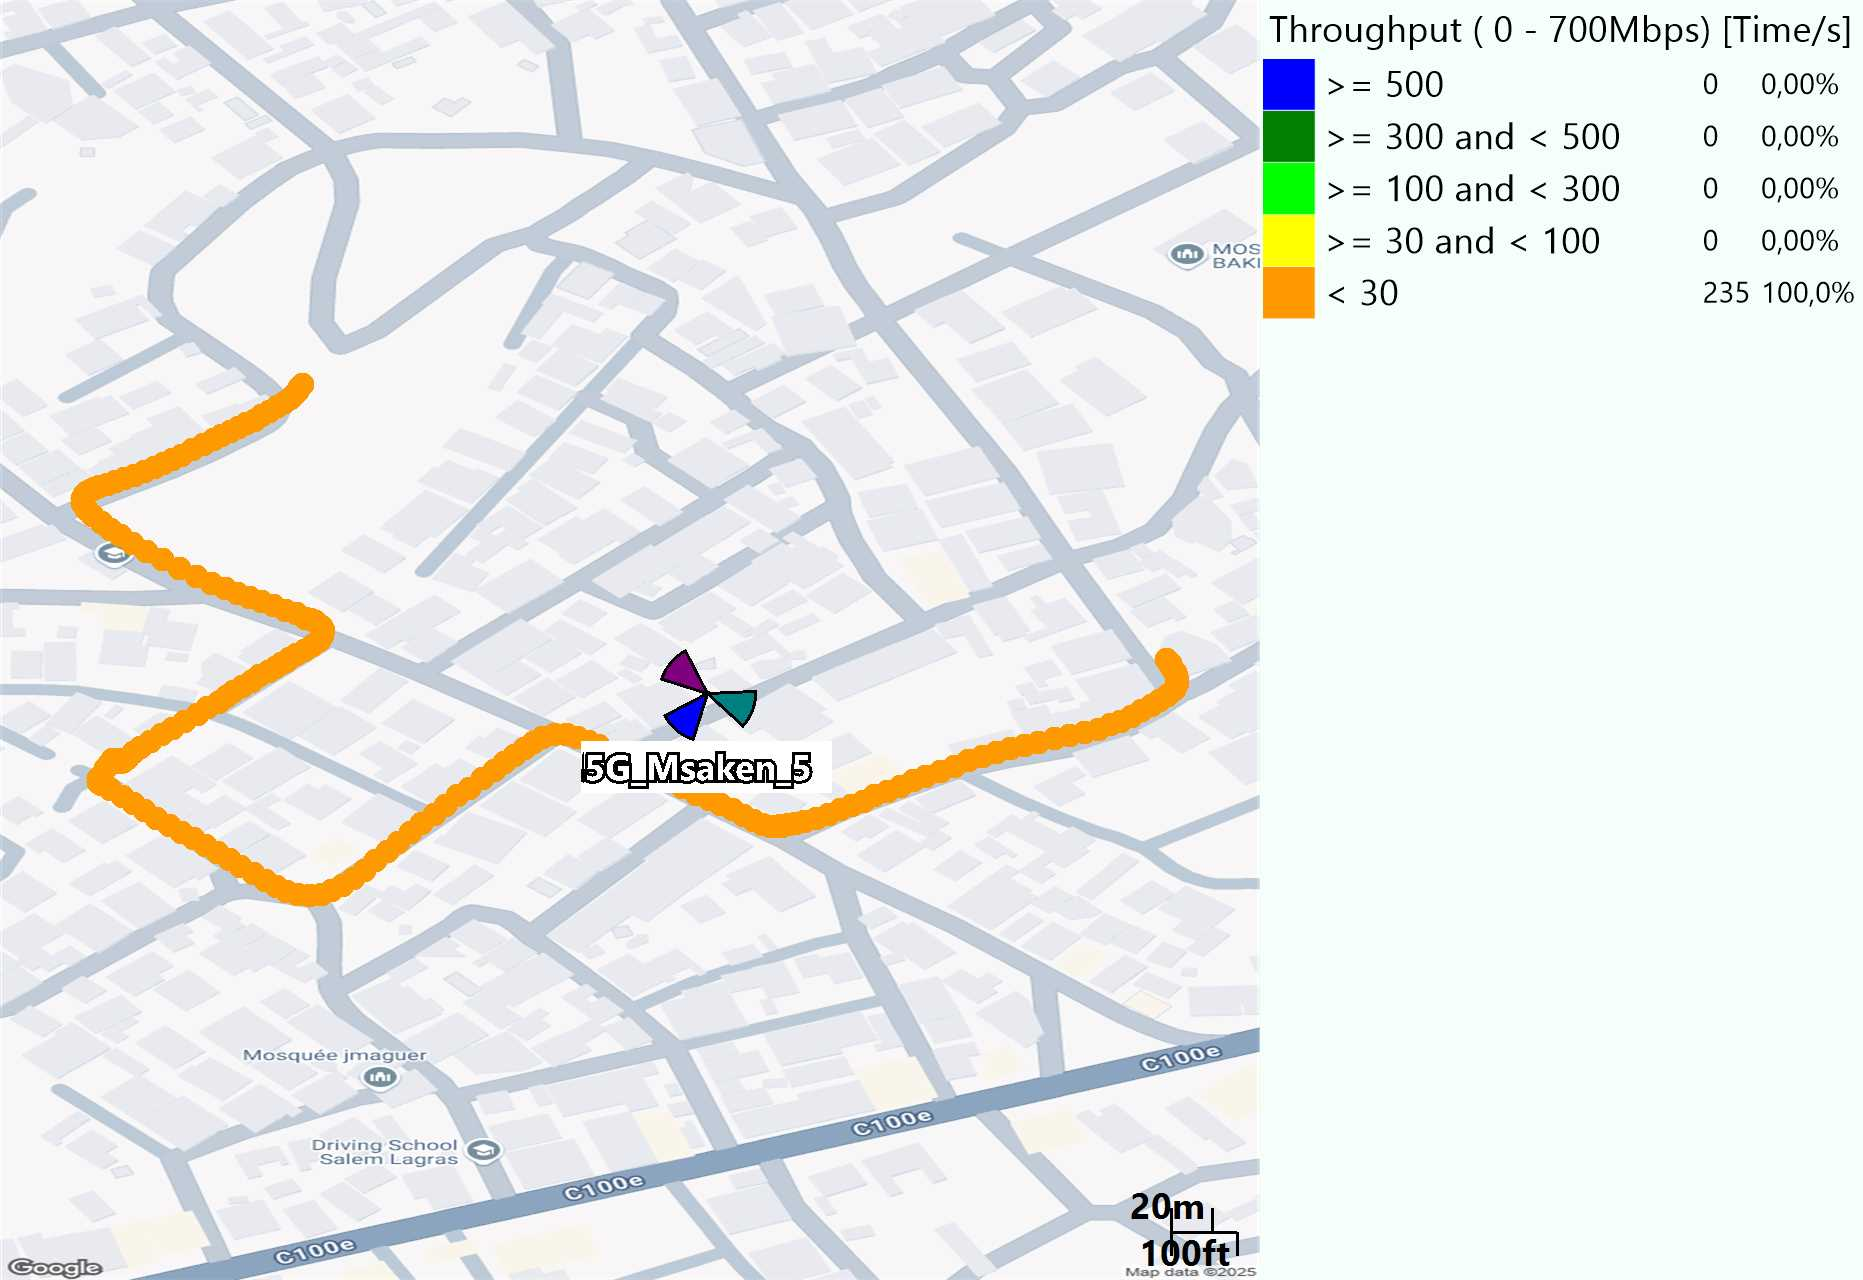 Throughput ( 0 - 700Mbps) [Time/s]
>= 500 0 0,00%
>= 300 and < 500 0 0,00%
>= 100 and < 300 0 0,00%
>= 30 and < 100 0 0,00%
< 30 235 100,0%
MOS
BAKI
5G_Msaken_5
Mosquée jmaguer
C100e
C100e
Driving School
Salem Lagras
C100e
C100e
20m
100ft
Google
Map data ©2025